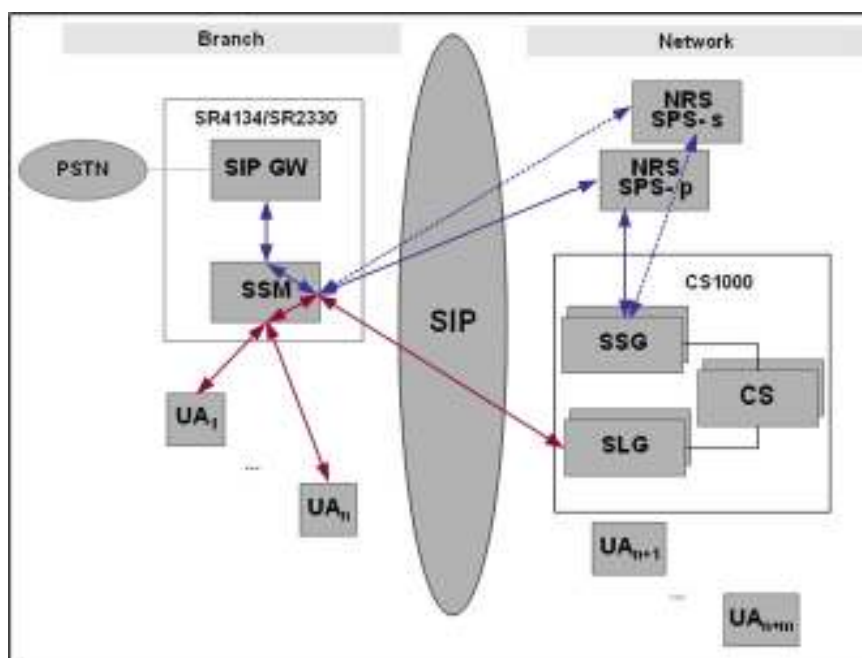 Branch
Network
SR4134/SR2330
PSTN
SIP GW
SSM
UA1
...
UAn
SIP
NRS
SPS- s
NRS
SPS- p
CS1000
SSG
CS
SLG
UAn+1
...
UAn+m